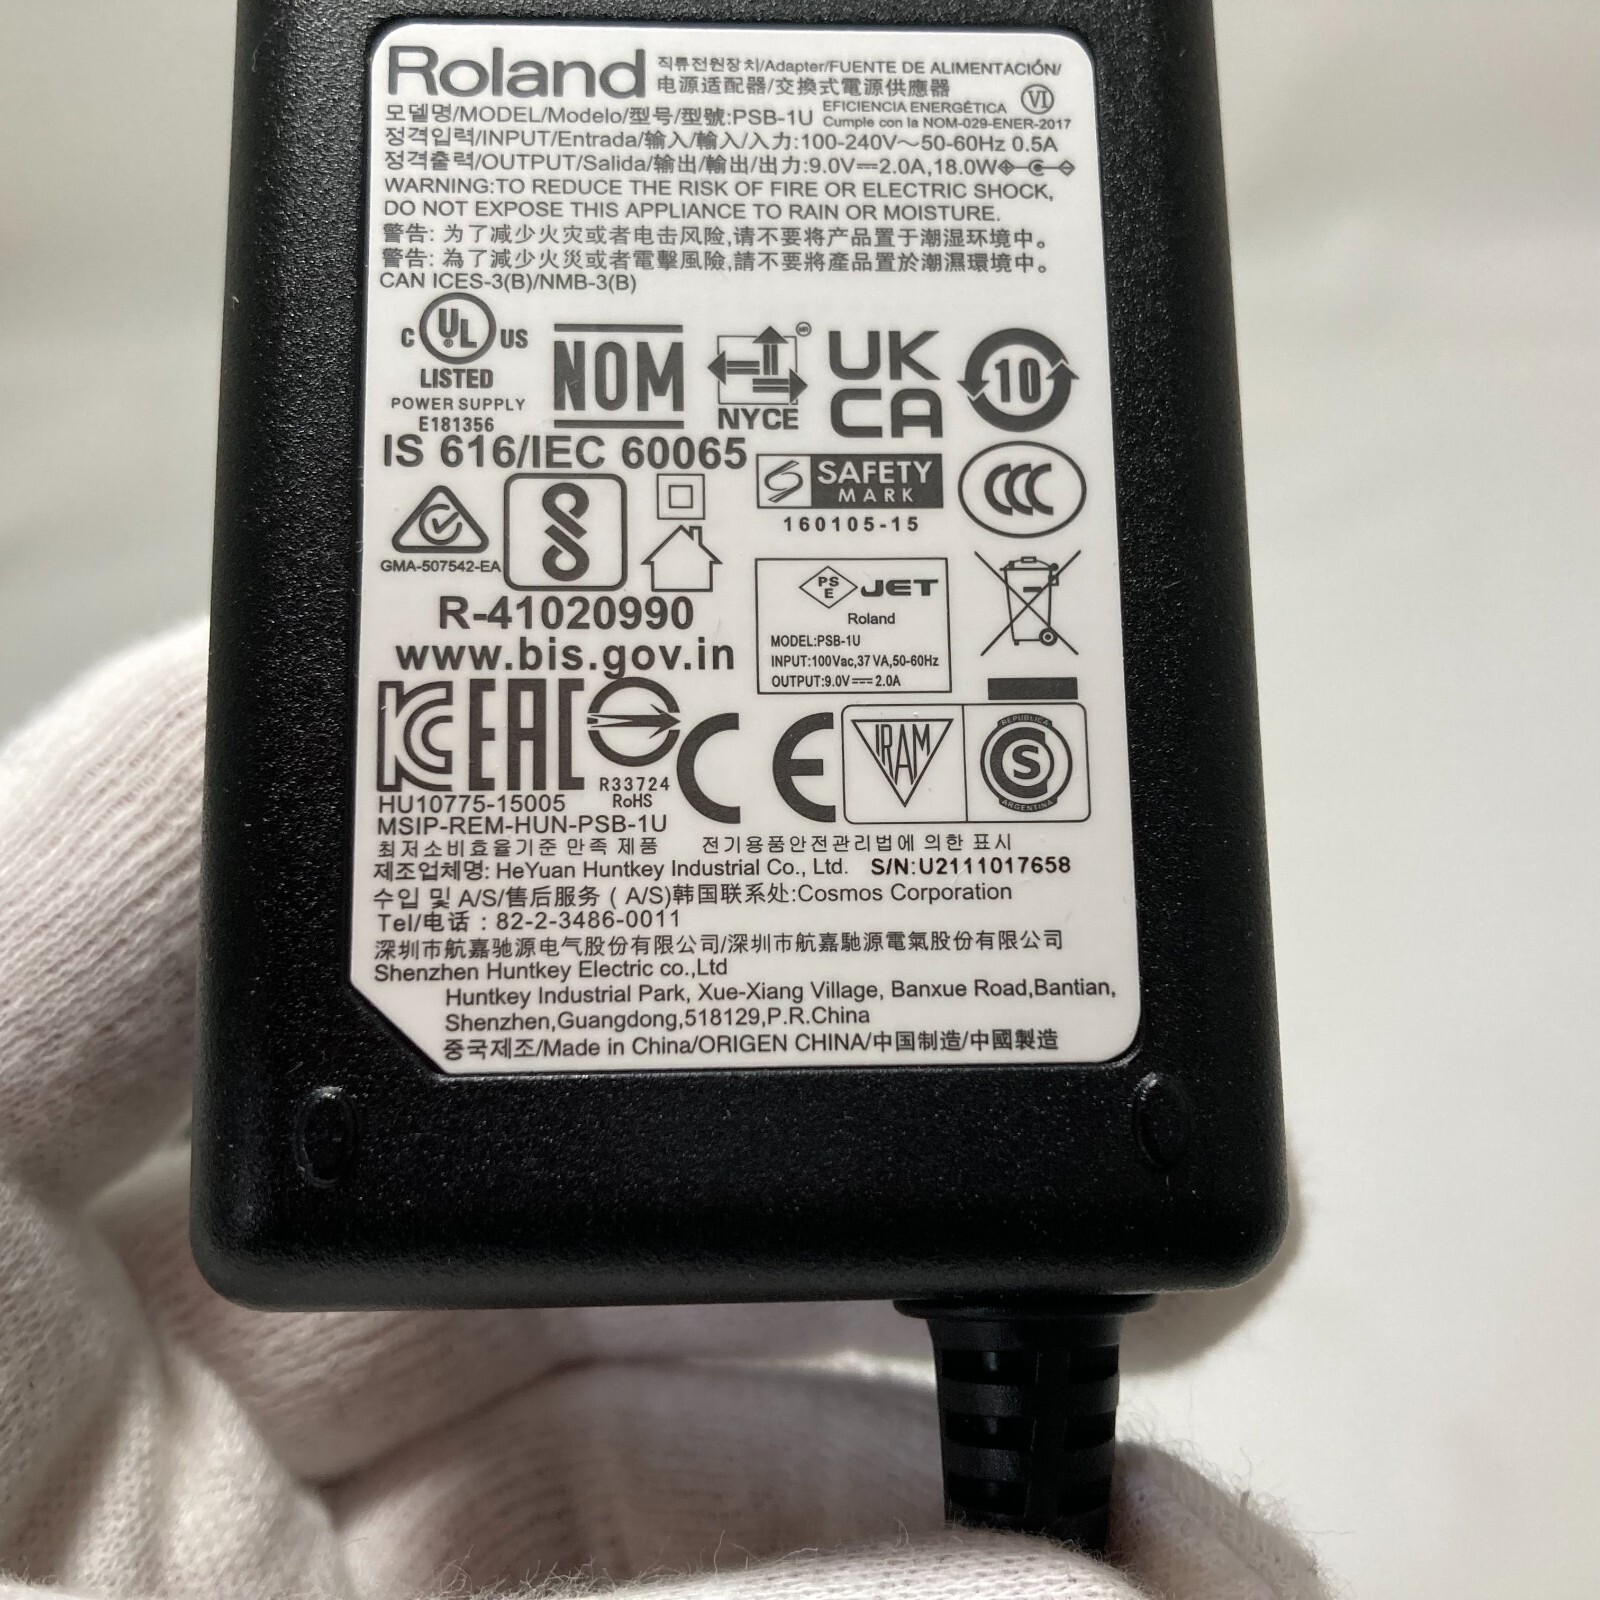 Roland 직류전원장치/Adapter/FUENTE DE ALIMENTACIÓN/
电源适配器/交換式電源供應器
EFICIENCIA ENERGÉTICA VI
모델명/MODEL/Modelo/型号/型號:PSB-1U Cumple con la NOM-029-ENER-2017
정격입력/INPUT/Entrada/输入/輸入/入力:100-240V～50-60Hz 0.5A
정격출력/OUTPUT/Salida/输出/輸出/出力:9.0V⎓2.0A,18.0W
WARNING:TO REDUCE THE RISK OF FIRE OR ELECTRIC SHOCK,
DO NOT EXPOSE THIS APPLIANCE TO RAIN OR MOISTURE.
警告: 为了减少火灾或者电击风险,请不要将产品置于潮湿环境中。
警告: 為了減少火災或者電擊風險,請不要將產品置於潮濕環境中。
CAN ICES-3(B)/NMB-3(B)
C UL US
LISTED
POWER SUPPLY
E181356
NOM
NYCE
UK
CA
10
IS 616/IEC 60065
SAFETY
MARK
160105-15
CCC
GMA-507542-EA
R-41020990
www.bis.gov.in
PS
E JET
Roland
MODEL:PSB-1U
INPUT:100Vac,37 VA,50-60Hz
OUTPUT:9.0V⎓2.0A
KC EAC
R33724
RoHS
CE
IRAM
REPUBLICA
S
ARGENTINA
HU10775-15005
MSIP-REM-HUN-PSB-1U
최저소비효율기준 만족 제품 전기용품안전관리법에 의한 표시
제조업체명: HeYuan Huntkey Industrial Co., Ltd. S/N:U2111017658
수입 및 A/S/售后服务 ( A/S)韩国联系处:Cosmos Corporation
Tel/电话 : 82-2-3486-0011
深圳市航嘉驰源电气股份有限公司/深圳市航嘉馳源電氣股份有限公司
Shenzhen Huntkey Electric co.,Ltd
Huntkey Industrial Park, Xue-Xiang Village, Banxue Road,Bantian,
Shenzhen,Guangdong,518129,P.R.China
중국제조/Made in China/ORIGEN CHINA/中国制造/中國製造